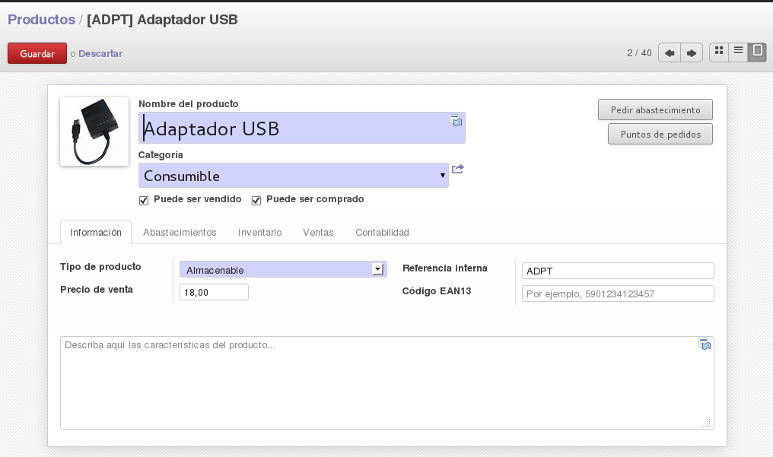 Productos / [ADPT] Adaptador USB
Guardar o Descartar
2 / 40
Nombre del producto
Adaptador USB
Pedir abastecimiento
Puntos de pedidos
Categoría
Consumible
Puede ser vendido Puede ser comprado
Información Abastecimientos Inventario Ventas Contabilidad
Tipo de producto Almacenable Referencia interna ADPT
Precio de venta 18,00 Código EAN13 Por ejemplo, 5901234123457
Describa aquí las características del producto...